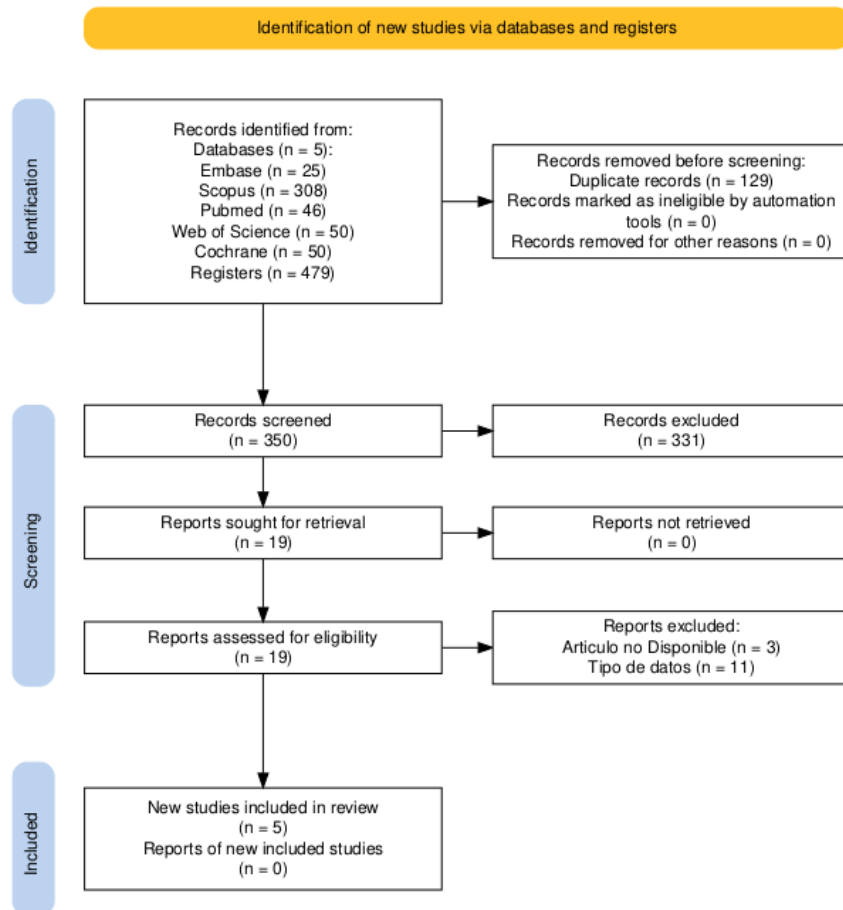 Identification of new studies via databases and registers
Identification
Records identified from:
Databases (n = 5):
Embase (n = 25)
Scopus (n = 308)
Pubmed (n = 46)
Web of Science (n = 50)
Cochrane (n = 50)
Registers (n = 479)
Records removed before screening:
Duplicate records (n = 129)
Records marked as ineligible by automation
tools (n = 0)
Records removed for other reasons (n = 0)
Screening
Records screened
(n = 350)
Records excluded
(n = 331)
Reports sought for retrieval
(n = 19)
Reports not retrieved
(n = 0)
Reports assessed for eligibility
(n = 19)
Reports excluded:
Articulo no Disponible (n = 3)
Tipo de datos (n = 11)
Included
New studies included in review
(n = 5)
Reports of new included studies
(n = 0)